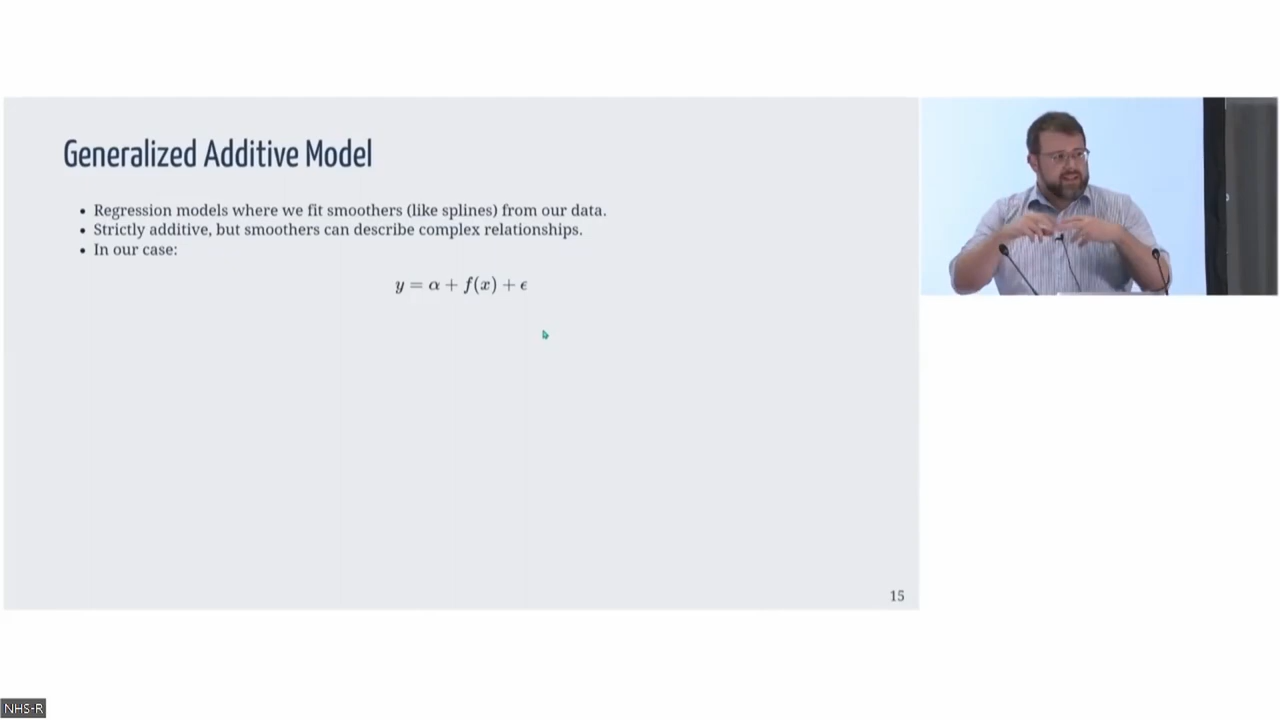 Generalized Additive Model
• Regression models where we fit smoothers (like splines) from our data.
• Strictly additive, but smoothers can describe complex relationships.
• In our case:
y = α + f(x) + ϵ
15
NHS-R